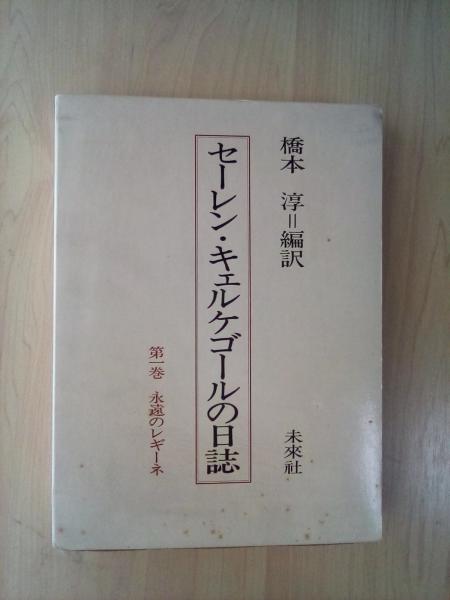 橋本 淳＝編訳
セーレン・キェルケゴールの日誌
第一巻 永遠のレギーネ
未來社